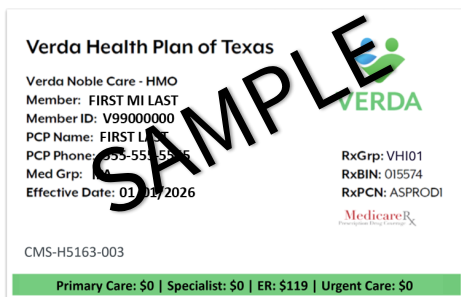 Verda Health Plan of Texas
VERDA
Verda Noble Care - HMO
Member: FIRST MI LAST
Member ID: V99000000
PCP Name: FIRST LAST
PCP Phone: 555-555-5555
Med Grp:
Effective Date: 01/01/2026
SAMPLE
RxGrp: VHI01
RxBIN: 015574
RxPCN: ASPROD1
MedicareRx
Prescription Drug Coverage
CMS-H5163-003
Primary Care: $0 | Specialist: $0 | ER: $119 | Urgent Care: $0